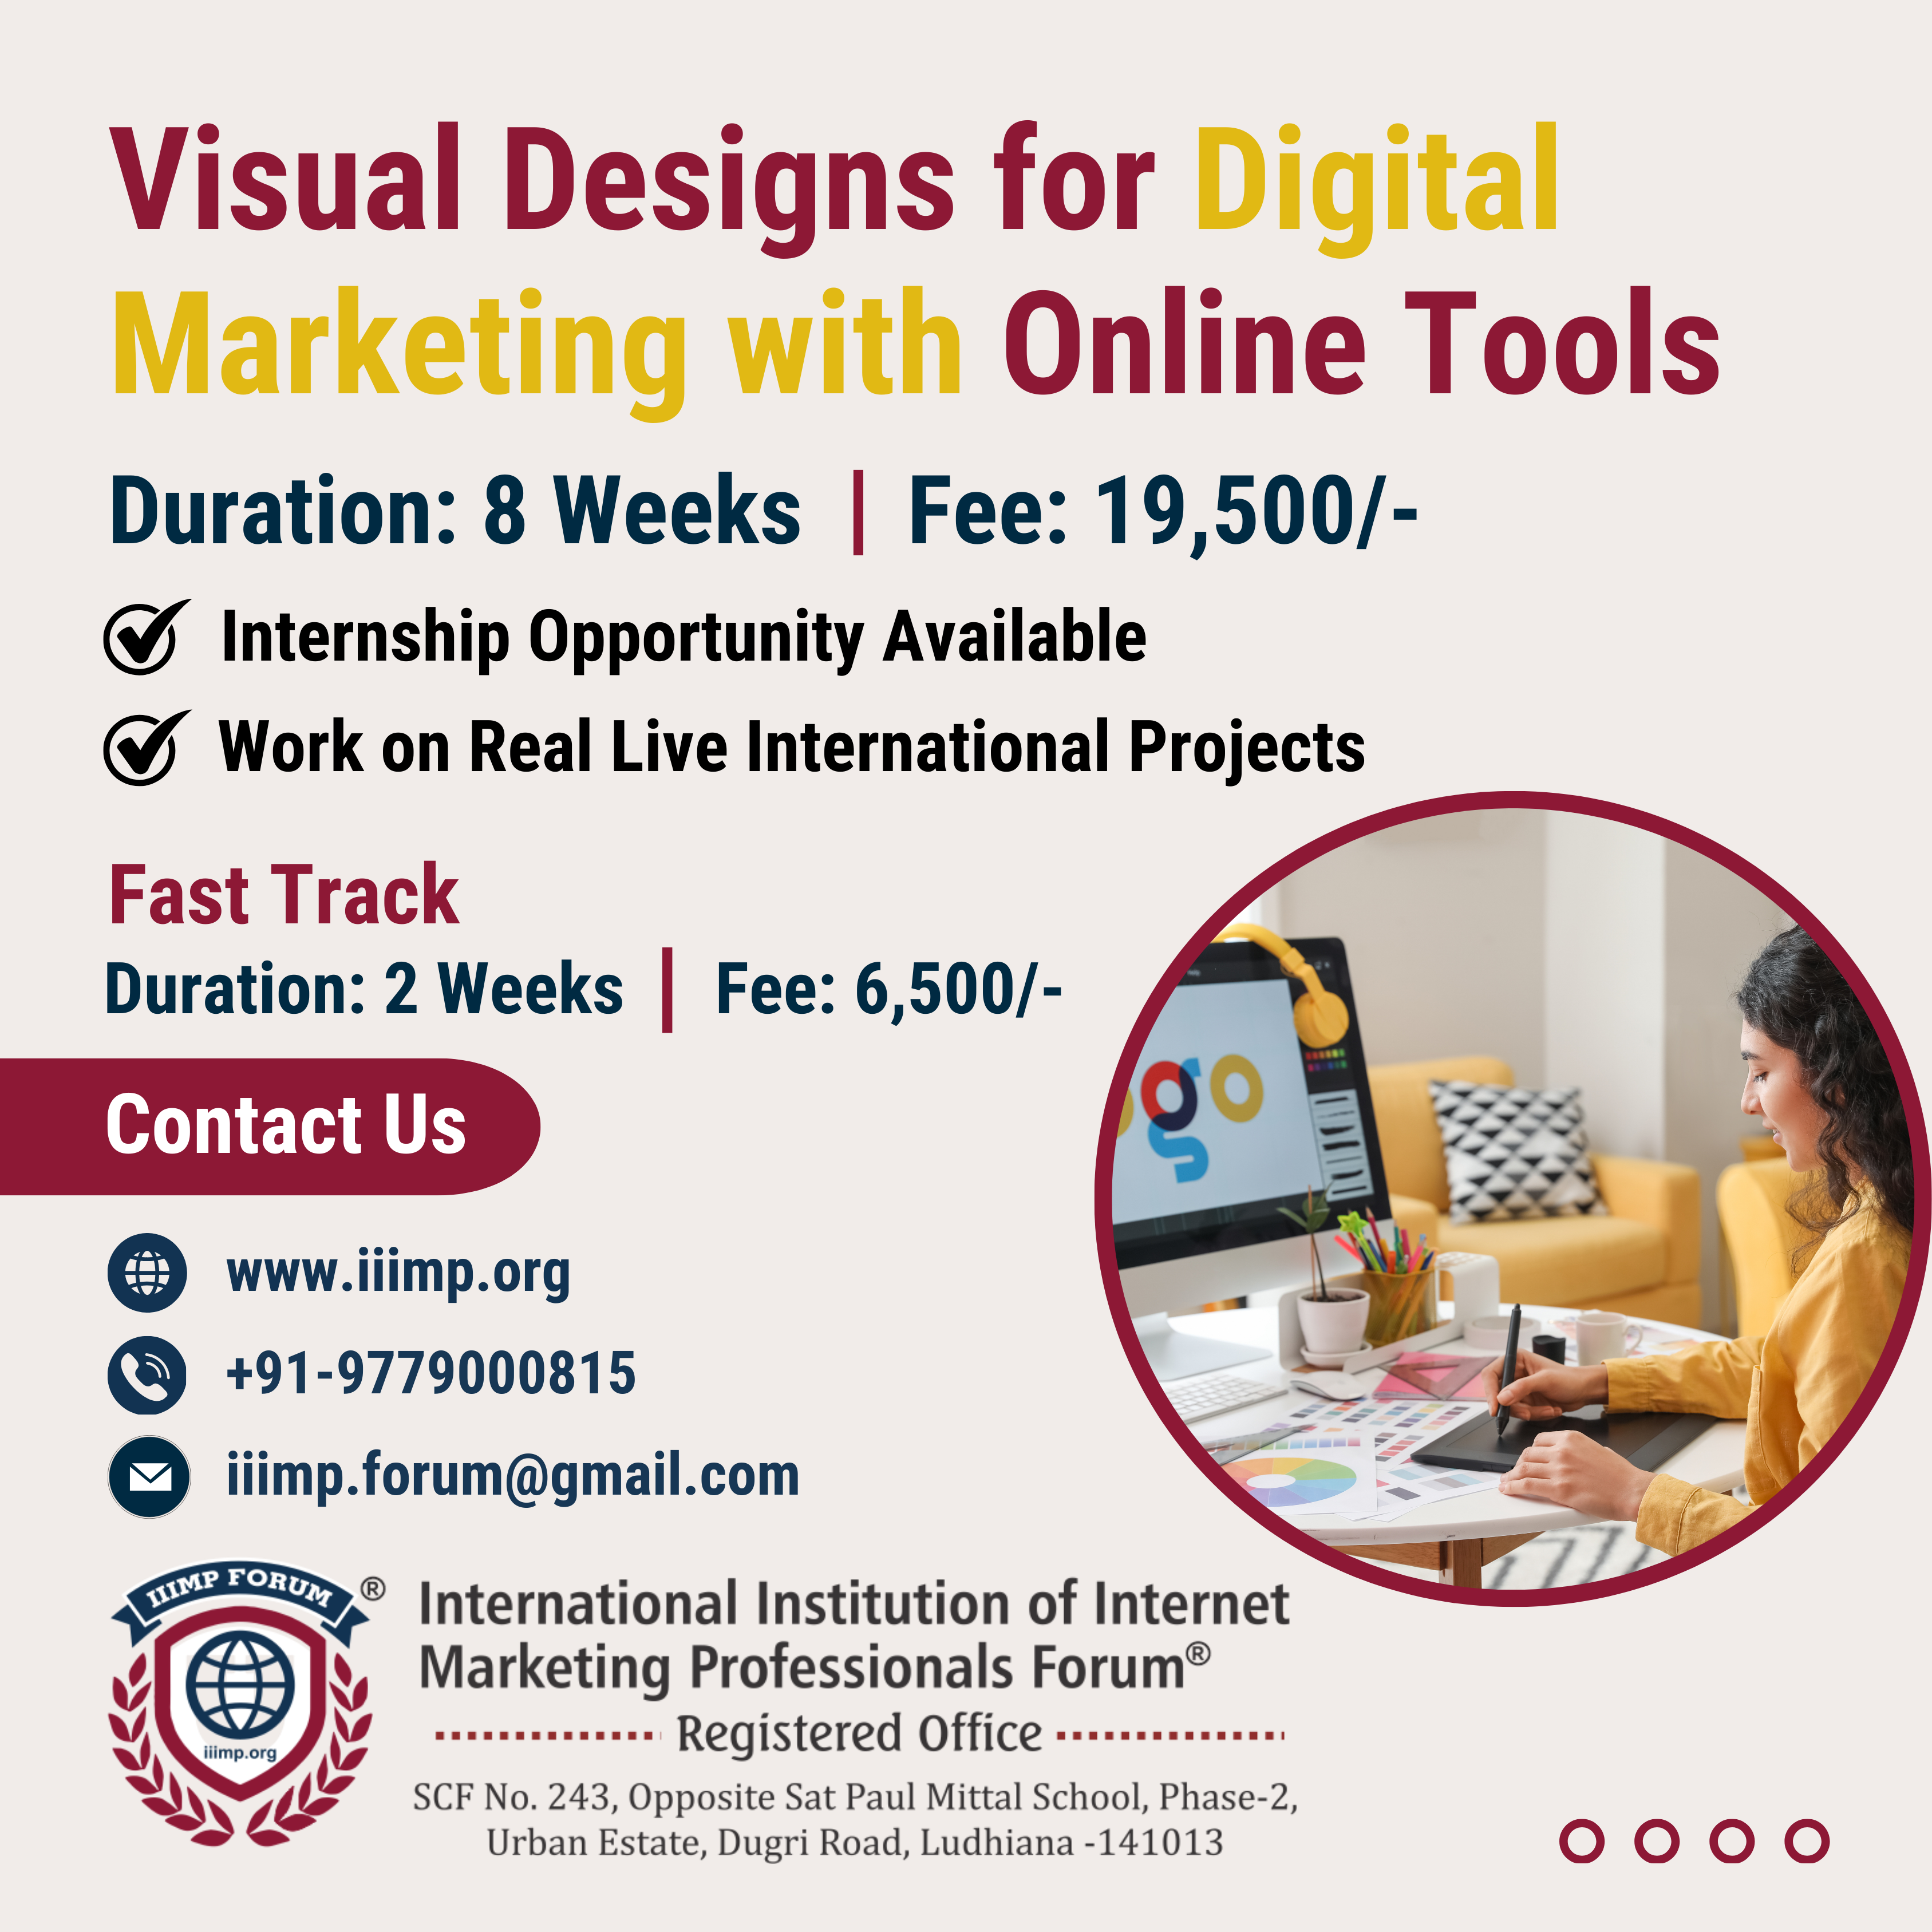 Visual Designs for Digital
Marketing with Online Tools
Duration: 8 Weeks | Fee: 19,500/-
Internship Opportunity Available
Work on Real Live International Projects
Fast Track
Duration: 2 Weeks | Fee: 6,500/-
Contact Us
www.iiimp.org
+91-9779000815
iiimp.forum@gmail.com
go
IIIMP FORUM ®
iiimp.org
International Institution of Internet
Marketing Professionals Forum®
Registered Office
SCF No. 243, Opposite Sat Paul Mittal School, Phase-2,
Urban Estate, Dugri Road, Ludhiana -141013